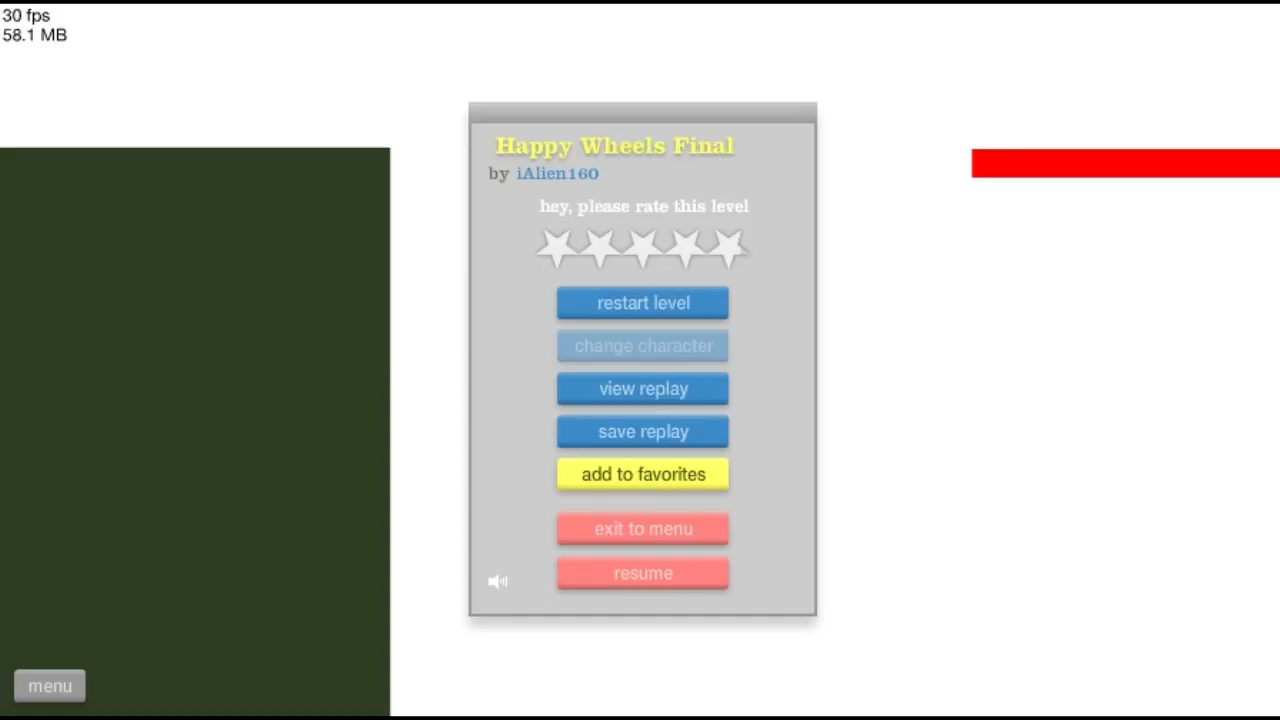 30 fps
58.1 MB
Happy Wheels Final
by iAlien160
hey, please rate this level
restart level
change character
view replay
save replay
add to favorites
exit to menu
resume
menu